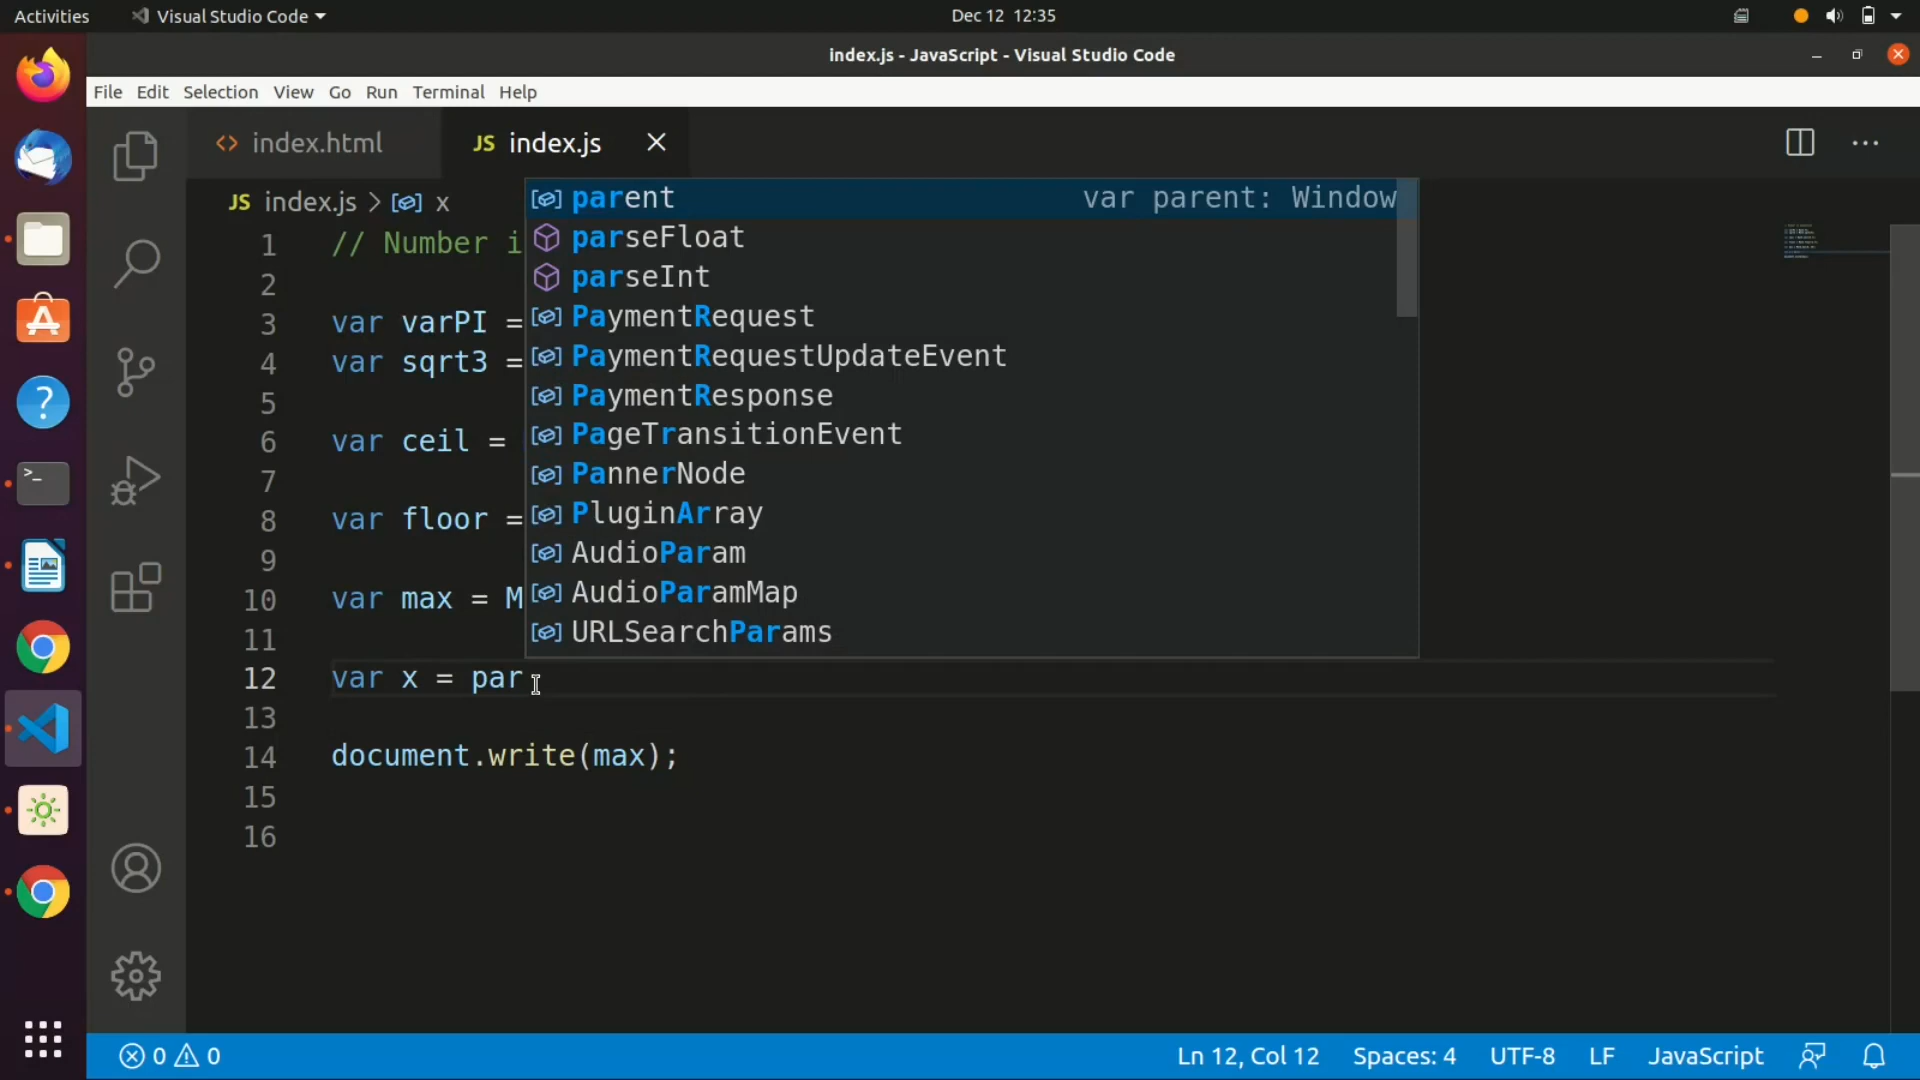 Activities
Visual Studio Code
Dec 12 12:35
index.js - JavaScript - Visual Studio Code
File Edit Selection View Go Run Terminal Help
<> index.html
JS index.js
JS index.js > x
1 // Number i
2
3 var varPI =
4 var sqrt3 =
5
6 var ceil =
7
8 var floor =
9
10 var max = M
11
12 var x = par
13
14 document.write(max);
15
16
parent var parent: Window
parseFloat
parseInt
PaymentRequest
PaymentRequestUpdateEvent
PaymentResponse
PageTransitionEvent
PannerNode
PluginArray
AudioParam
AudioParamMap
URLSearchParams
0 0
Ln 12, Col 12 Spaces: 4 UTF-8 LF JavaScript